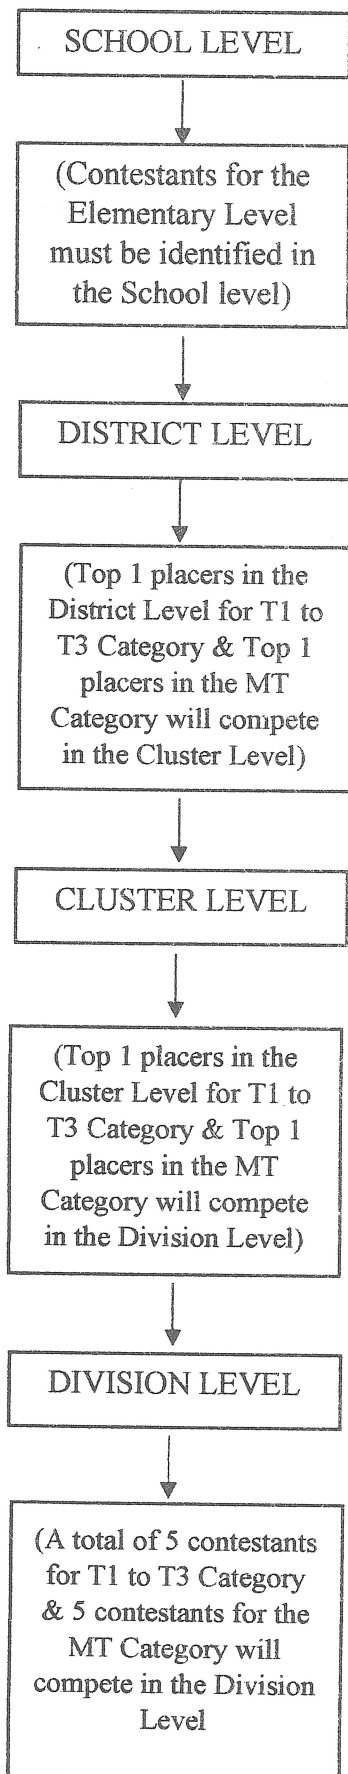 SCHOOL LEVEL
(Contestants for the
Elementary Level
must be identified in
the School level)
DISTRICT LEVEL
(Top 1 placers in the
District Level for T1 to
T3 Category & Top 1
placers in the MT
Category will compete
in the Cluster Level)
CLUSTER LEVEL
(Top 1 placers in the
Cluster Level for T1 to
T3 Category & Top 1
placers in the MT
Category will compete
in the Division Level)
DIVISION LEVEL
(A total of 5 contestants
for T1 to T3 Category
& 5 contestants for the
MT Category will
compete in the Division
Level